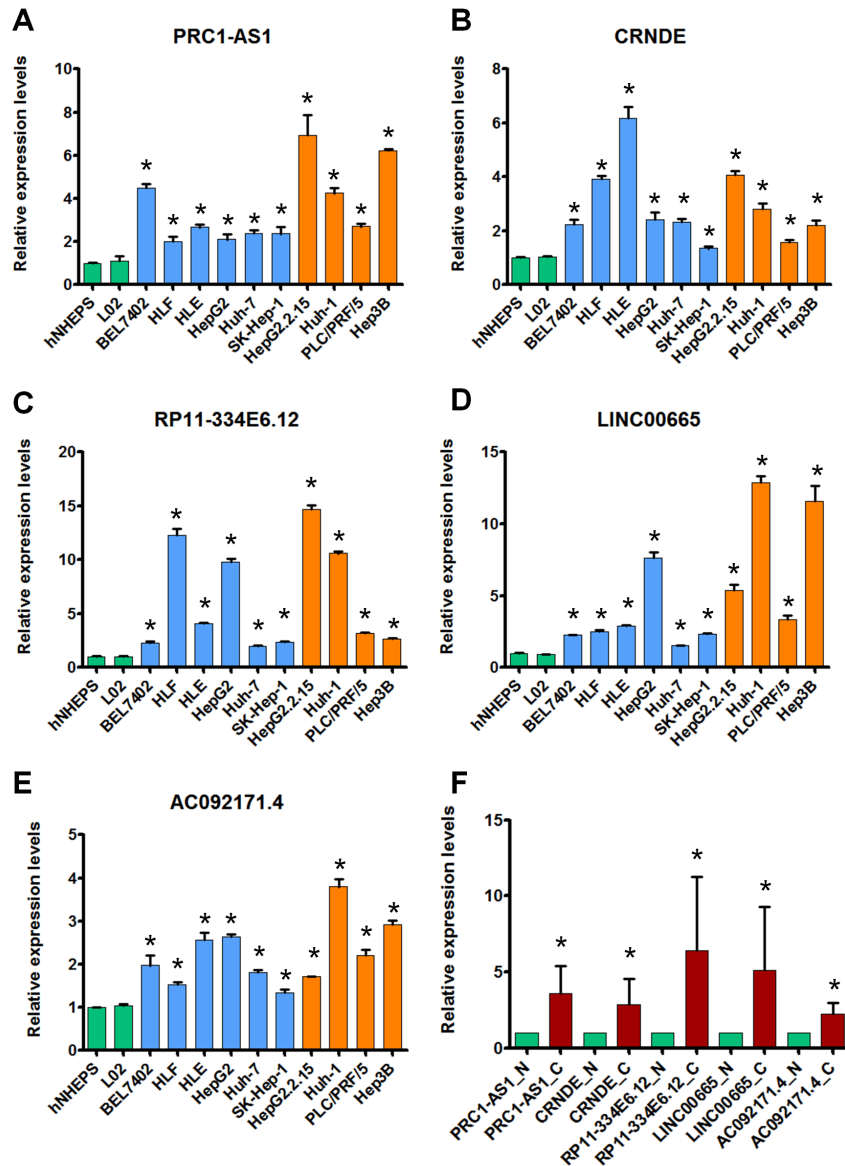 A
PRC1-AS1
Relative expression levels
10
8
6
4
2
0
* * * * * * * * * *
hNHEPS
L02
BEL7402
HLF
HLE
HepG2
Huh-7
SK-Hep-1
HepG2.2.15
Huh-1
PLC/PRF/5
Hep3B
B
CRNDE
Relative expression levels
8
6
4
2
0
* * * * * * * * * *
hNHEPS
L02
BEL7402
HLF
HLE
HepG2
Huh-7
SK-Hep-1
HepG2.2.15
Huh-1
PLC/PRF/5
Hep3B
C
RP11-334E6.12
Relative expression levels
20
15
10
5
0
* * * * * * * * * *
hNHEPS
L02
BEL7402
HLF
HLE
HepG2
Huh-7
SK-Hep-1
HepG2.2.15
Huh-1
PLC/PRF/5
Hep3B
D
LINC00665
Relative expression levels
15
10
5
0
* * * * * * * * * *
hNHEPS
L02
BEL7402
HLF
HLE
HepG2
Huh-7
SK-Hep-1
HepG2.2.15
Huh-1
PLC/PRF/5
Hep3B
E
AC092171.4
Relative expression levels
5
4
3
2
1
0
* * * * * * * * * *
hNHEPS
L02
BEL7402
HLF
HLE
HepG2
Huh-7
SK-Hep-1
HepG2.2.15
Huh-1
PLC/PRF/5
Hep3B
F
Relative expression levels
15
10
5
0
* * * * *
PRC1-AS1_N
PRC1-AS1_C
CRNDE_N
CRNDE_C
RP11-334E6.12_N
RP11-334E6.12_C
LINC00665_N
LINC00665_C
AC092171.4_N
AC092171.4_C